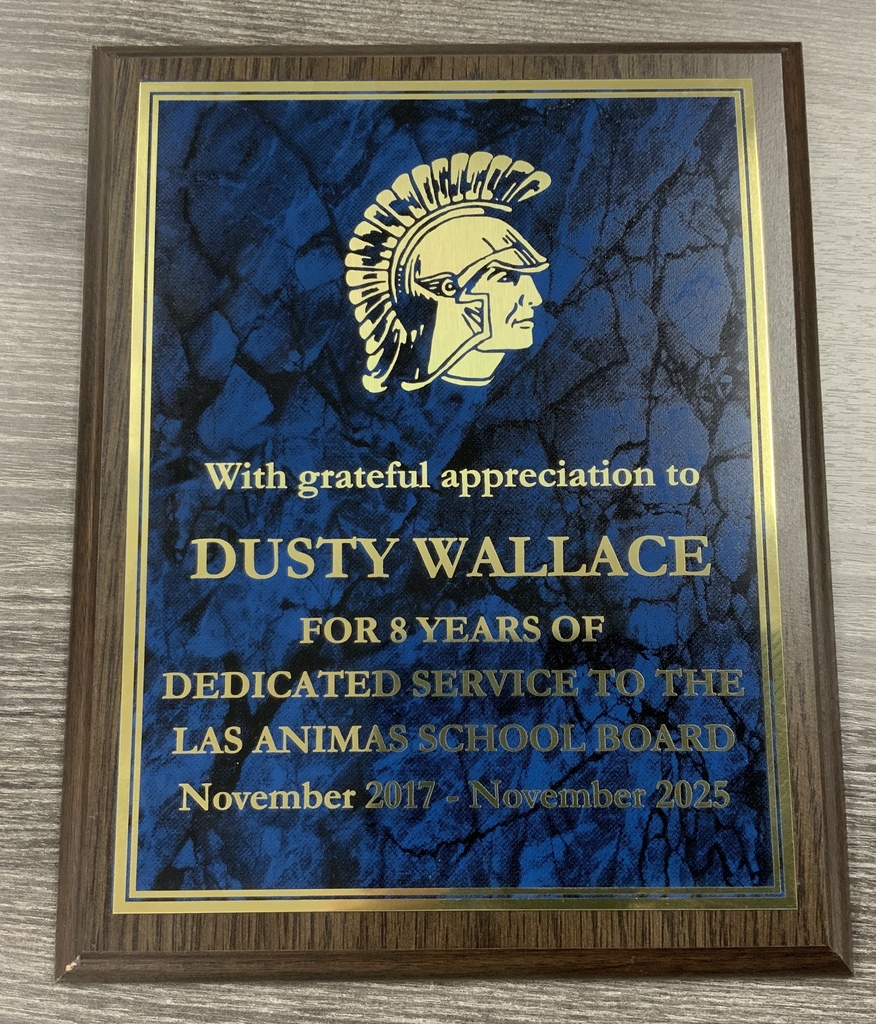 With grateful appreciation to
DUSTY WALLACE
FOR 8 YEARS OF
DEDICATED SERVICE TO THE
LAS ANIMAS SCHOOL BOARD
November 2017 - November 2025